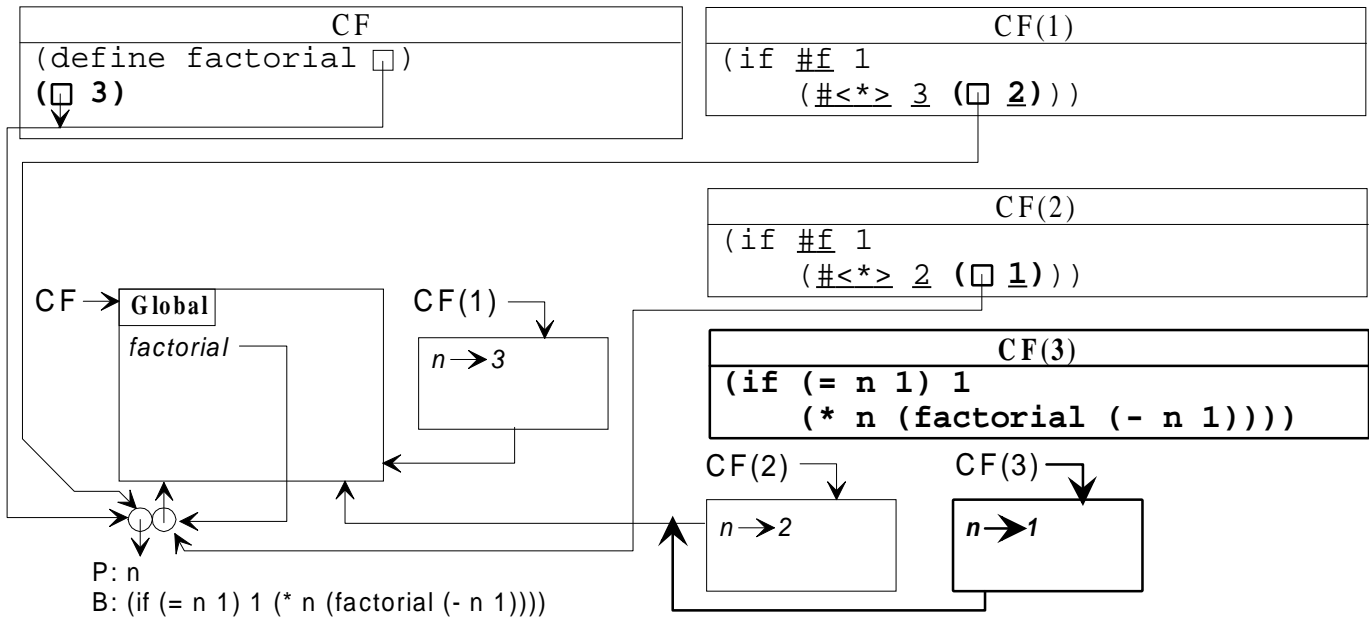 CF
(define factorial □)
(□ 3)
CF(1)
(if #f 1
(#<*> 3 (□ 2)))
CF(2)
(if #f 1
(#<*> 2 (□ 1)))
CF(3)
(if (= n 1) 1
(* n (factorial (- n 1))))
CF
Global
factorial
CF(1)
n → 3
CF(2)
n → 2
CF(3)
n → 1
P: n
B: (if (= n 1) 1 (* n (factorial (- n 1))))